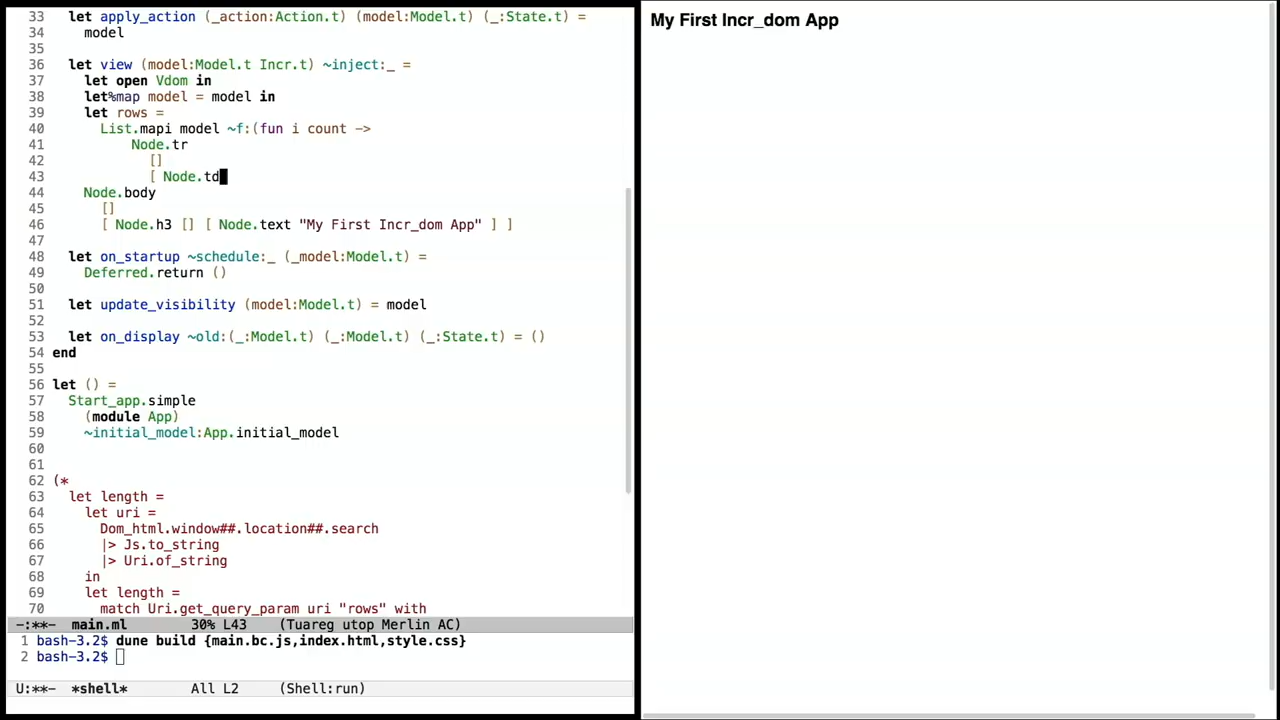 33 let apply_action (_action:Action.t) (model:Model.t) (_:State.t) =
34 model
35
36 let view (model:Model.t Incr.t) ~inject:_ =
37 let open Vdom in
38 let%map model = model in
39 let rows =
40 List.mapi model ~f:(fun i count ->
41 Node.tr
42 []
43 [ Node.td
44 Node.body
45 []
46 [ Node.h3 [] [ Node.text "My First Incr_dom App" ] ]
47
48 let on_startup ~schedule:_ (_model:Model.t) =
49 Deferred.return ()
50
51 let update_visibility (model:Model.t) = model
52
53 let on_display ~old:(_:Model.t) (_:Model.t) (_:State.t) = ()
54 end
55
56 let () =
57 Start_app.simple
58 (module App)
59 ~initial_model:App.initial_model
60
61
62 (*
63 let length =
64 let uri =
65 Dom_html.window##.location##.search
66 |> Js.to_string
67 |> Uri.of_string
68 in
69 let length =
70 match Uri.get_query_param uri "rows" with
-:**- main.ml 30% L43 (Tuareg utop Merlin AC)
1 bash-3.2$ dune build {main.bc.js,index.html,style.css}
2 bash-3.2$
U:**- *shell* All L2 (Shell:run)
My First Incr_dom App